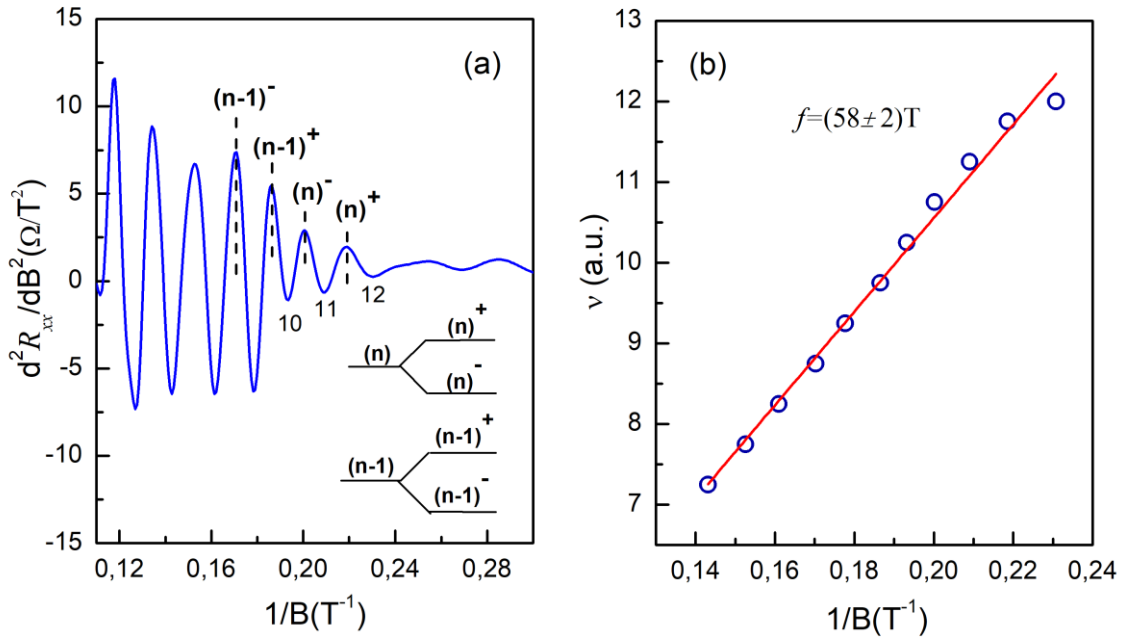 (a)
15
10
5
0
-5
-10
-15
d²Rxx/dB²(Ω/T²)
(n-1)⁻
(n-1)⁺
(n)⁻
(n)⁺
10
11
12
(n)
(n)⁺
(n)⁻
(n-1)
(n-1)⁺
(n-1)⁻
0,12 0,16 0,20 0,24 0,28
1/B(T⁻¹)
(b)
f=(58±2)T
13
12
11
10
9
8
7
ν (a.u.)
0,14 0,16 0,18 0,20 0,22 0,24
1/B(T⁻¹)